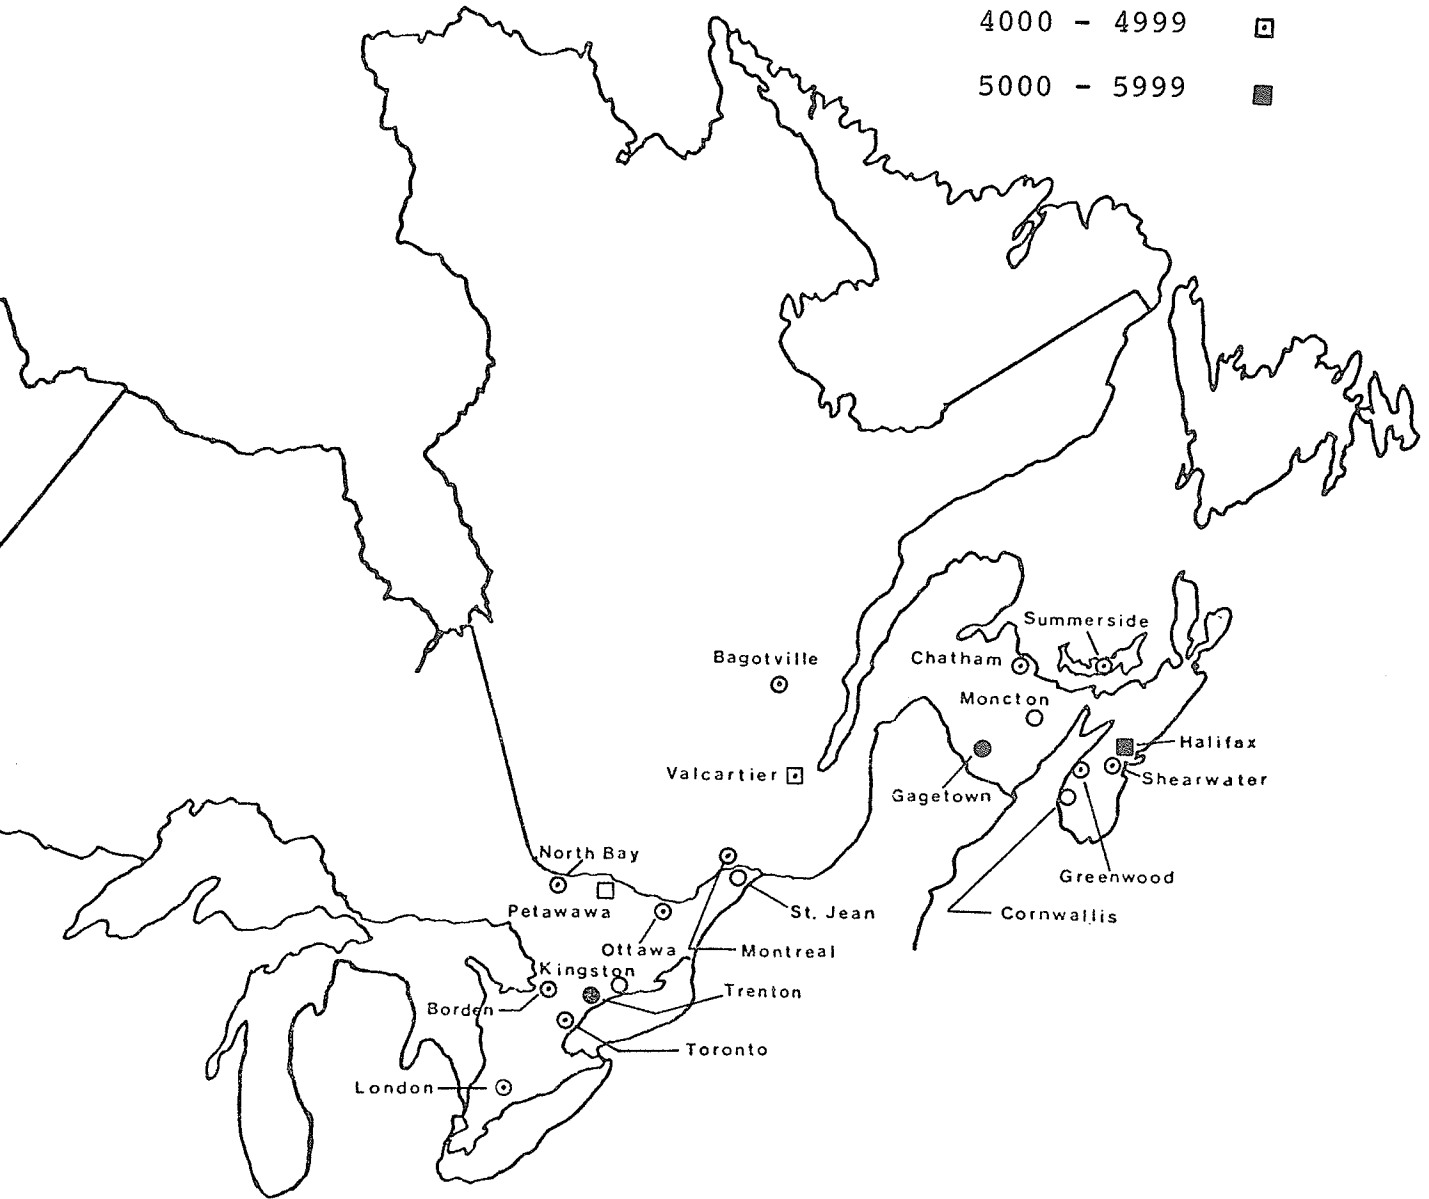 4000 - 4999
5000 - 5999
Summerside
Bagotville
Chatham
Moncton
Halifax
Valcartier
Shearwater
Gagetown
North Bay
Greenwood
Petawawa
St. Jean
Cornwallis
Ottawa
Montreal
Kingston
Trenton
Borden
Toronto
London